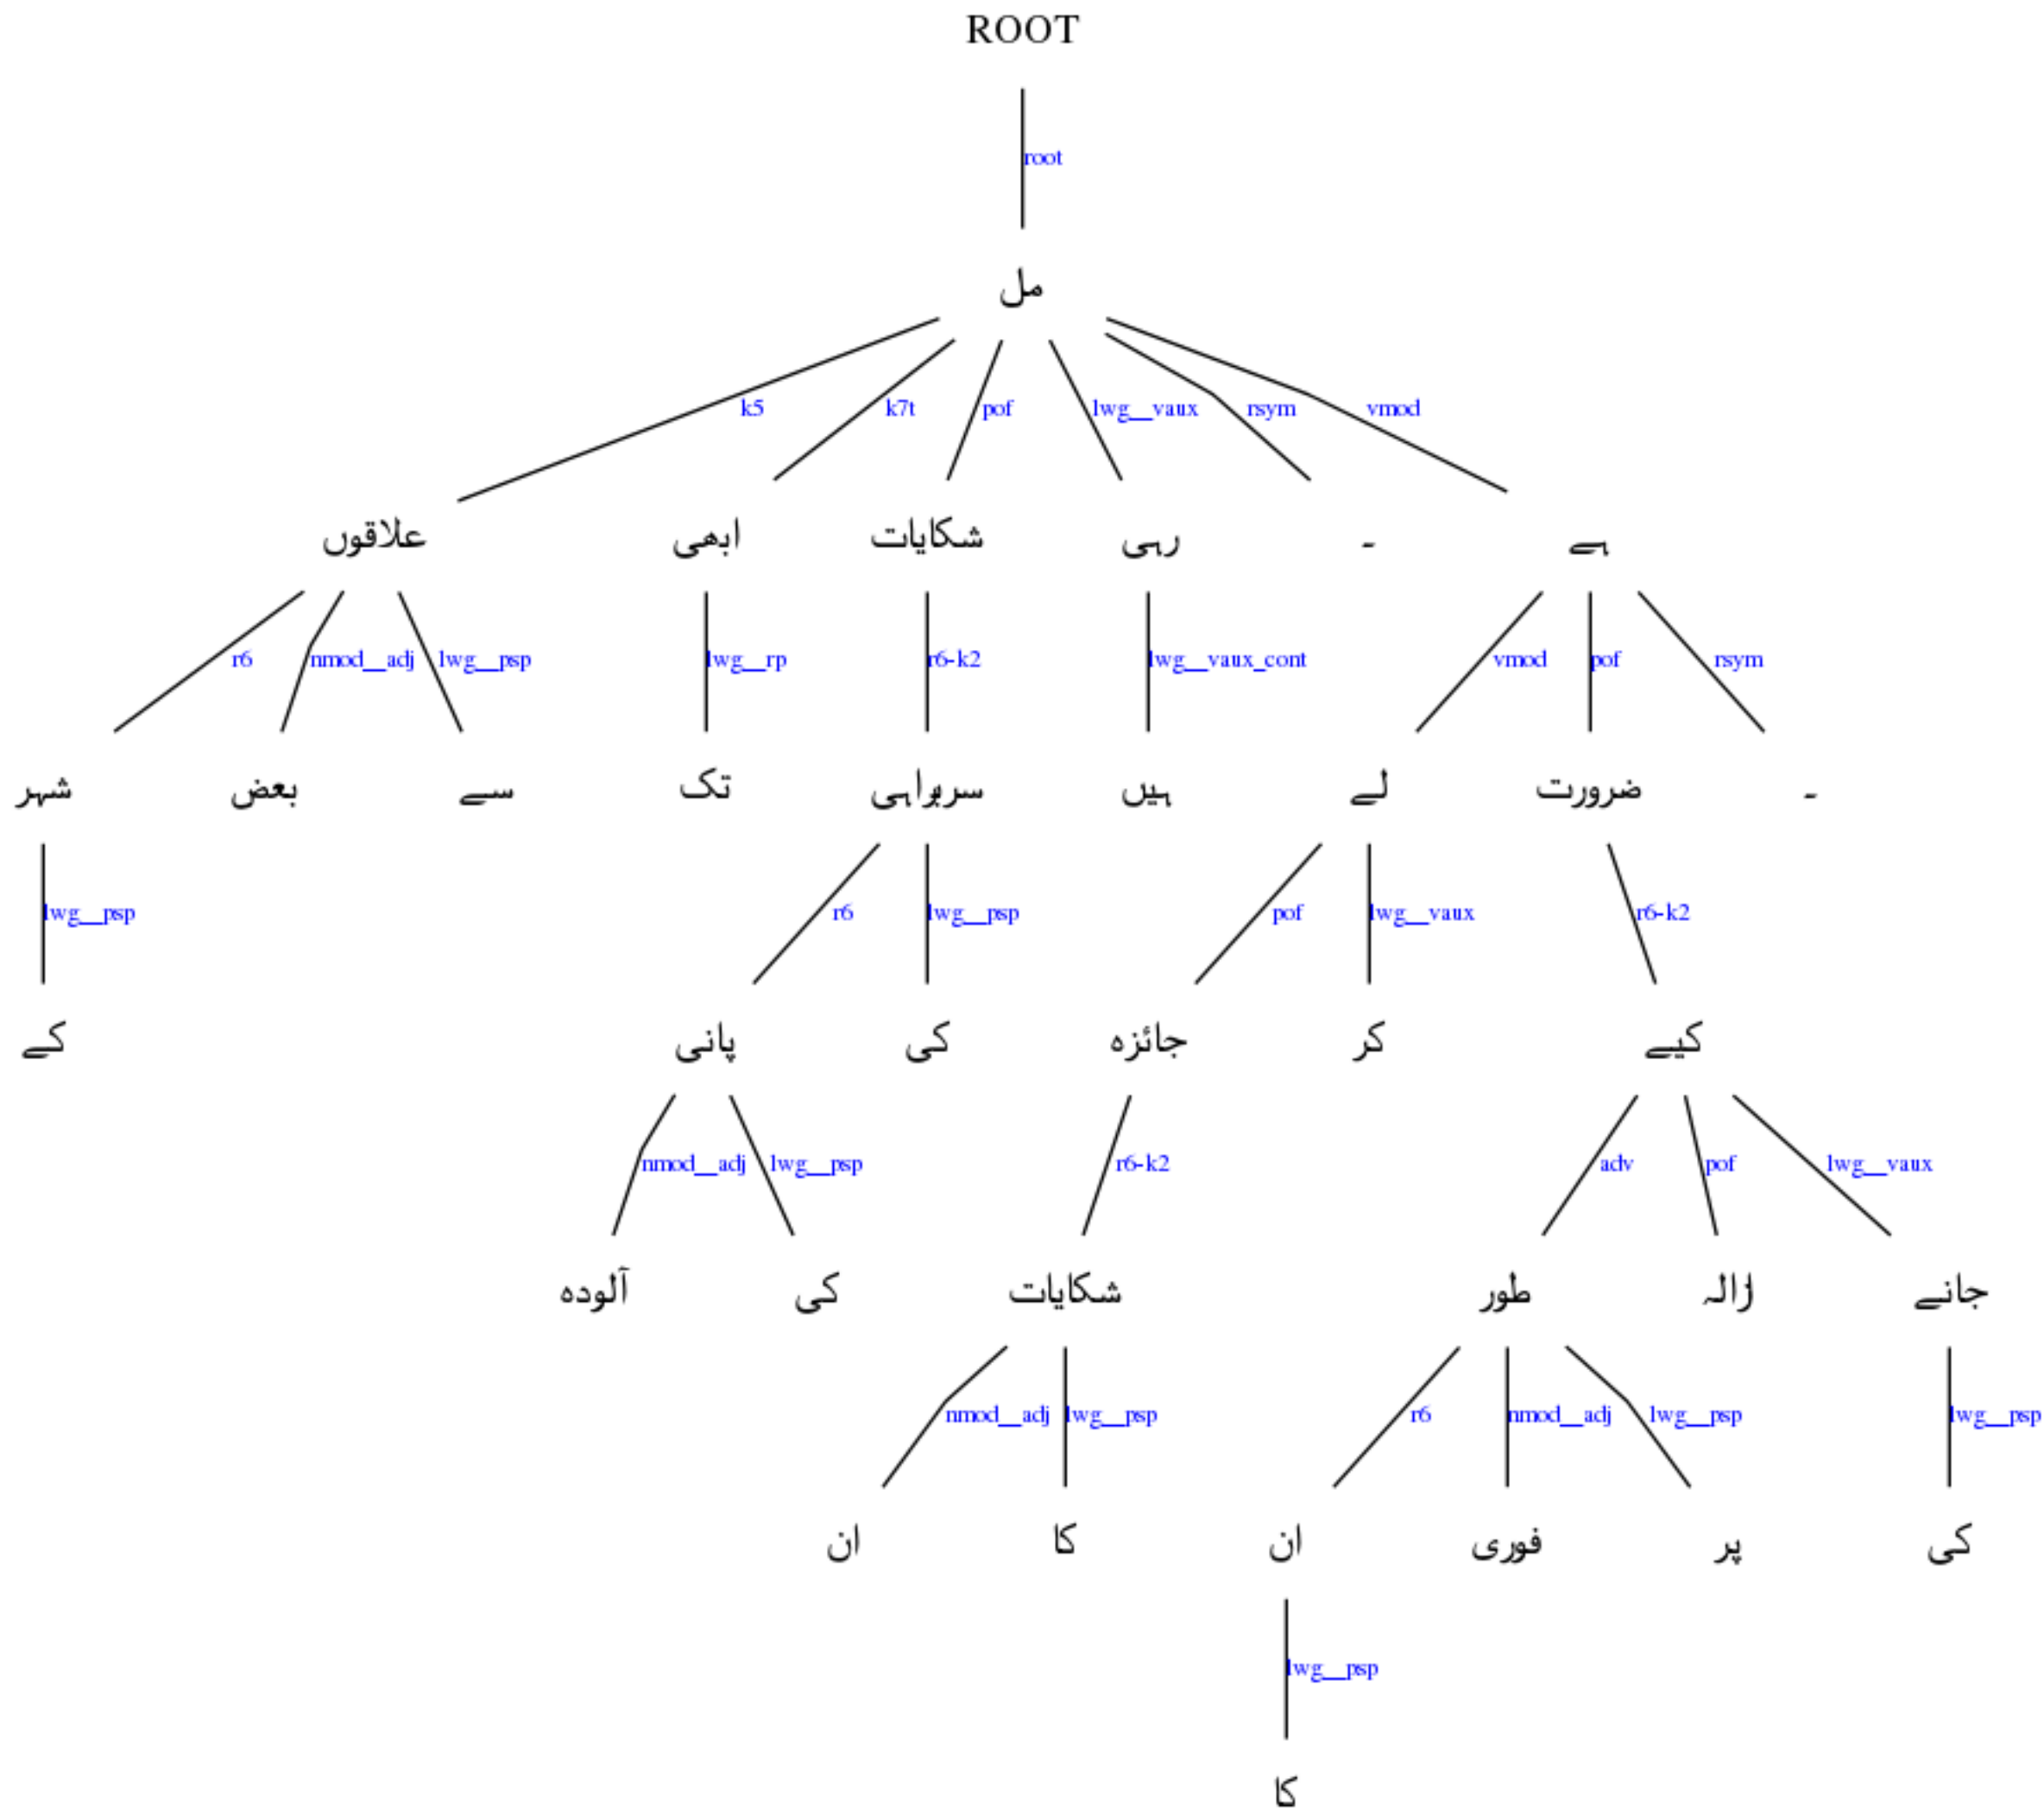 ROOT
root
مل
k5 k7t pof lwg__vaux rsym vmod
علاقوں ابھی شکایات رہی ۔ ہے
r6 nmod__adj lwg__psp lwg__rp r6-k2 lwg__vaux_cont vmod pof rsym
شہر بعض سے تک سربراہی ہیں لے ضرورت ۔
lwg__psp r6 lwg__psp pof lwg__vaux r6-k2
کے پانی کی جائزہ کر کیے
nmod__adj lwg__psp r6-k2 adv pof lwg__vaux
آلودہ کی شکایات طور ازالہ جانے
nmod__adj lwg__psp r6 nmod__adj lwg__psp lwg__psp
ان کا ان فوری پر کی
lwg__psp
کا